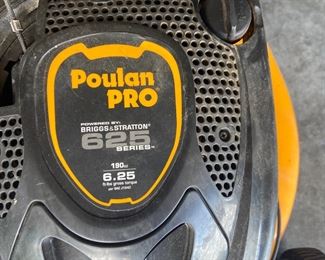 Poulan
PRO
POWERED BY:
BRIGGS&STRATTON
625
SERIES™
190cc
6.25
ft-lbs gross torque